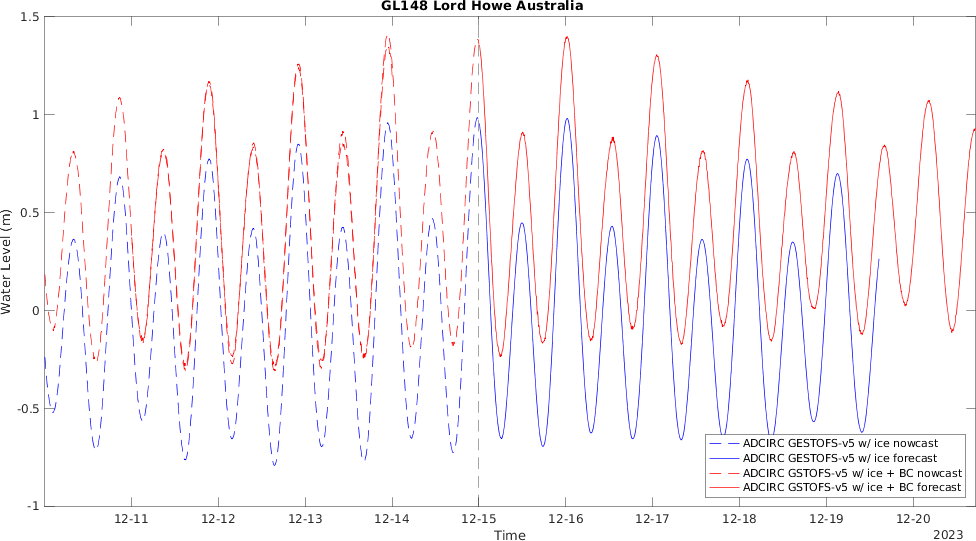 GL148 Lord Howe Australia
1.5
1
0.5
0
-0.5
-1
Water Level (m)
12-11
12-12
12-13
12-14
12-15
12-16
12-17
12-18
12-19
12-20
Time
2023
ADCIRC GESTOFS-v5 w/ ice nowcast
ADCIRC GESTOFS-v5 w/ ice forecast
ADCIRC GSTOFS-v5 w/ ice + BC nowcast
ADCIRC GSTOFS-v5 w/ ice + BC forecast